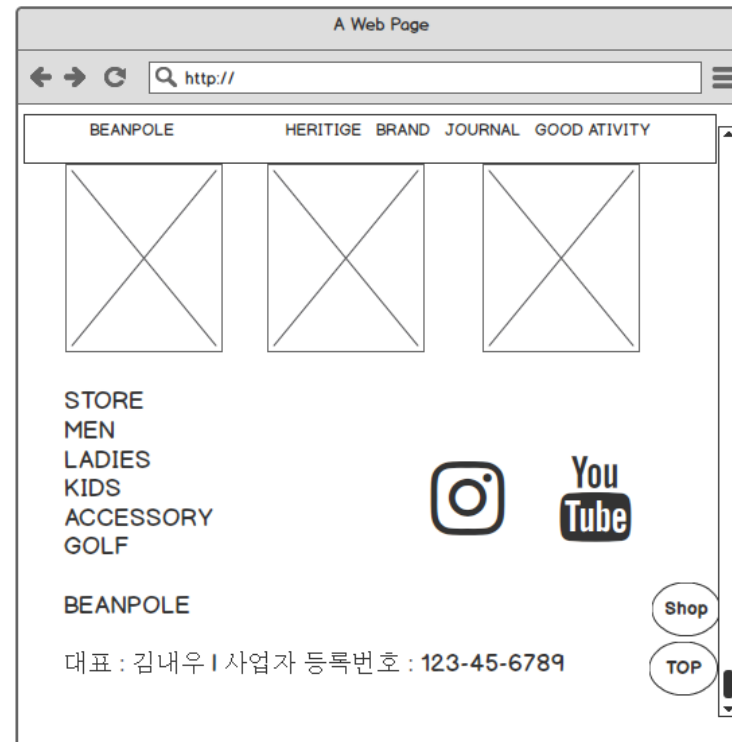 A Web Page
http://
BEANPOLE HERITIGE BRAND JOURNAL GOOD ATIVITY
STORE
MEN
LADIES
KIDS
ACCESSORY
GOLF
You
Tube
BEANPOLE
Shop
대표 : 김내우 I 사업자 등록번호 : 123-45-6789
TOP